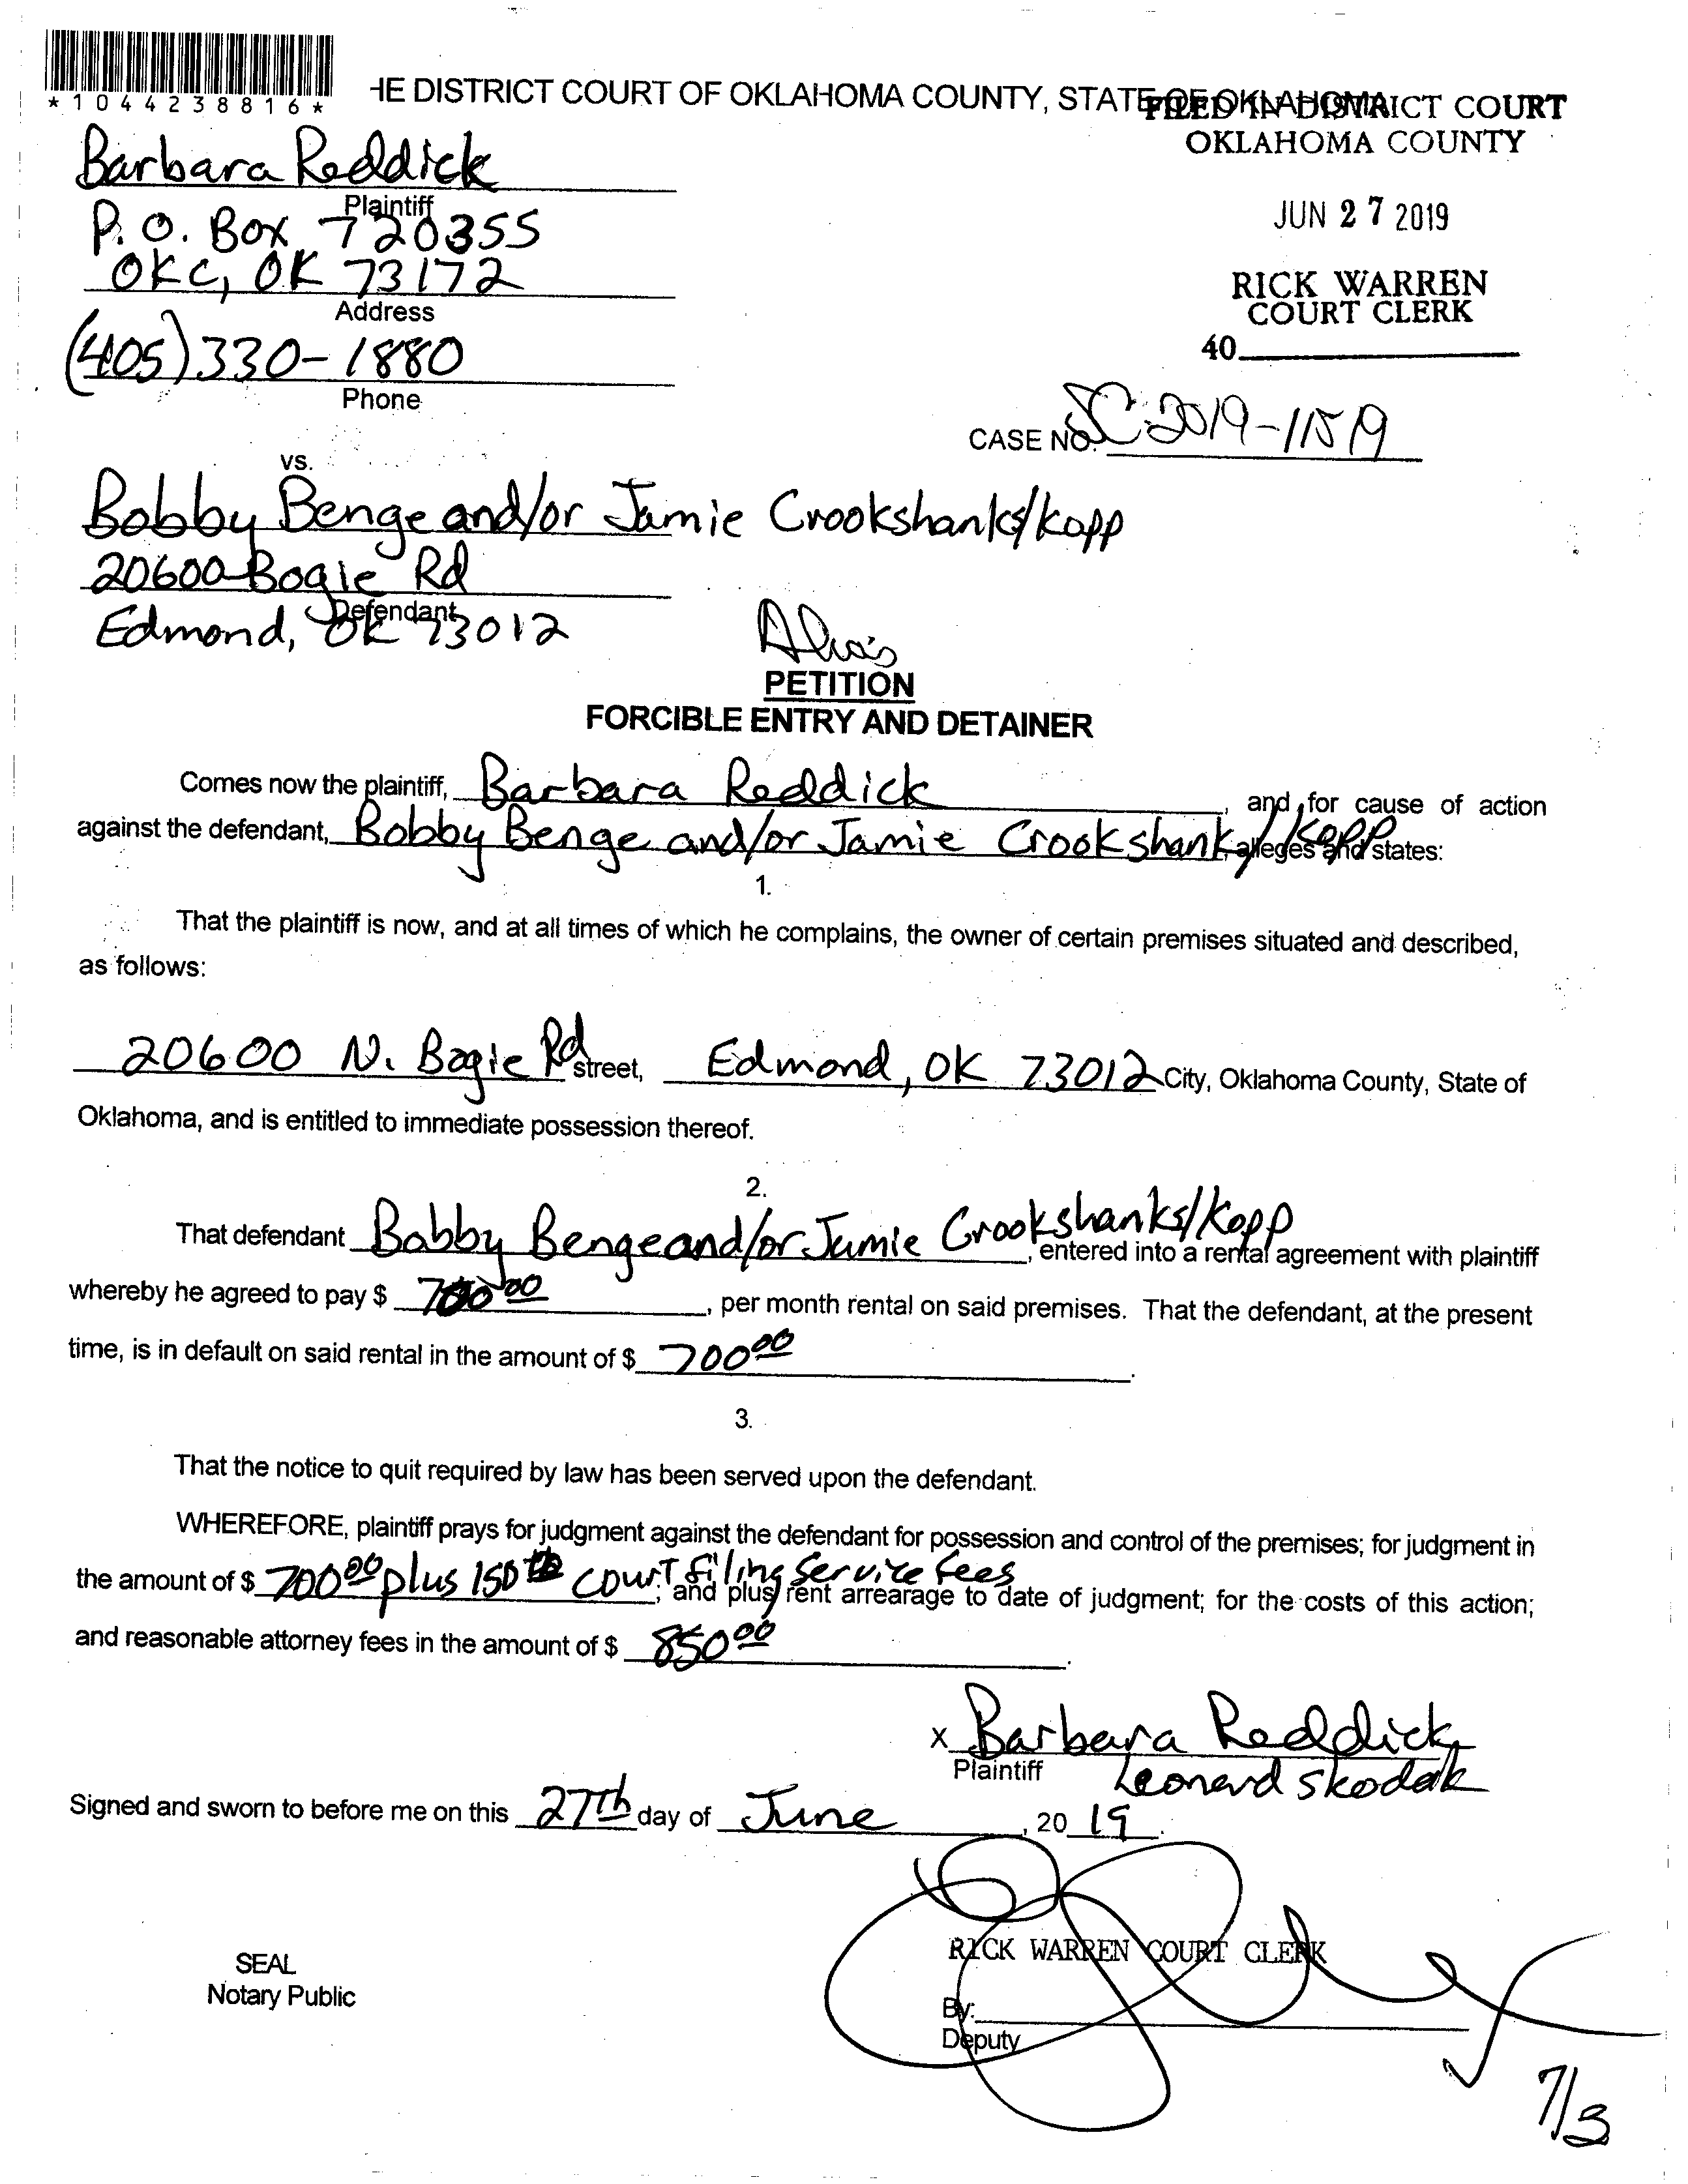 *1044238816*
HE DISTRICT COURT OF OKLAHOMA COUNTY, STATE OF OKLAHOMA
FILED IN DISTRICT COURT
OKLAHOMA COUNTY
JUN 27 2019
RICK WARREN
COURT CLERK
40
Barbara Reddick
Plaintiff
P.O. Box 720355
OKC, OK 73172
Address
(405) 330-1880
Phone
CASE NO. SC-2019-11519
vs.
Bobby Benge and/or Jamie Crookshanks/Kopp
20600 Bogie Rd
Defendant
Edmond, OK 73012
Alias
PETITION
FORCIBLE ENTRY AND DETAINER
Comes now the plaintiff, Barbara Reddick, and for cause of action
against the defendant, Bobby Benge and/or Jamie Crookshank/Kopp, alleges and states:
1.
That the plaintiff is now, and at all times of which he complains, the owner of certain premises situated and described,
as follows:
20600 N. Bogie Rd street, Edmond, OK 73012 City, Oklahoma County, State of
Oklahoma, and is entitled to immediate possession thereof.
2.
That defendant Bobby Benge and/or Jamie Crookshanks/Kopp, entered into a rental agreement with plaintiff
whereby he agreed to pay $ 700 00, per month rental on said premises. That the defendant, at the present
time, is in default on said rental in the amount of $ 700 00.
3.
That the notice to quit required by law has been served upon the defendant.
WHEREFORE, plaintiff prays for judgment against the defendant for possession and control of the premises; for judgment in
the amount of $ 700 00 plus 150 court filing service fees; and plus rent arrearage to date of judgment; for the costs of this action;
and reasonable attorney fees in the amount of $ 850 00.
x Barbara Reddick
Plaintiff
Leonard Skodak
Signed and sworn to before me on this 27th day of June, 20 19.
RICK WARREN COURT CLERK
SEAL
Notary Public
By:
Deputy
7/3